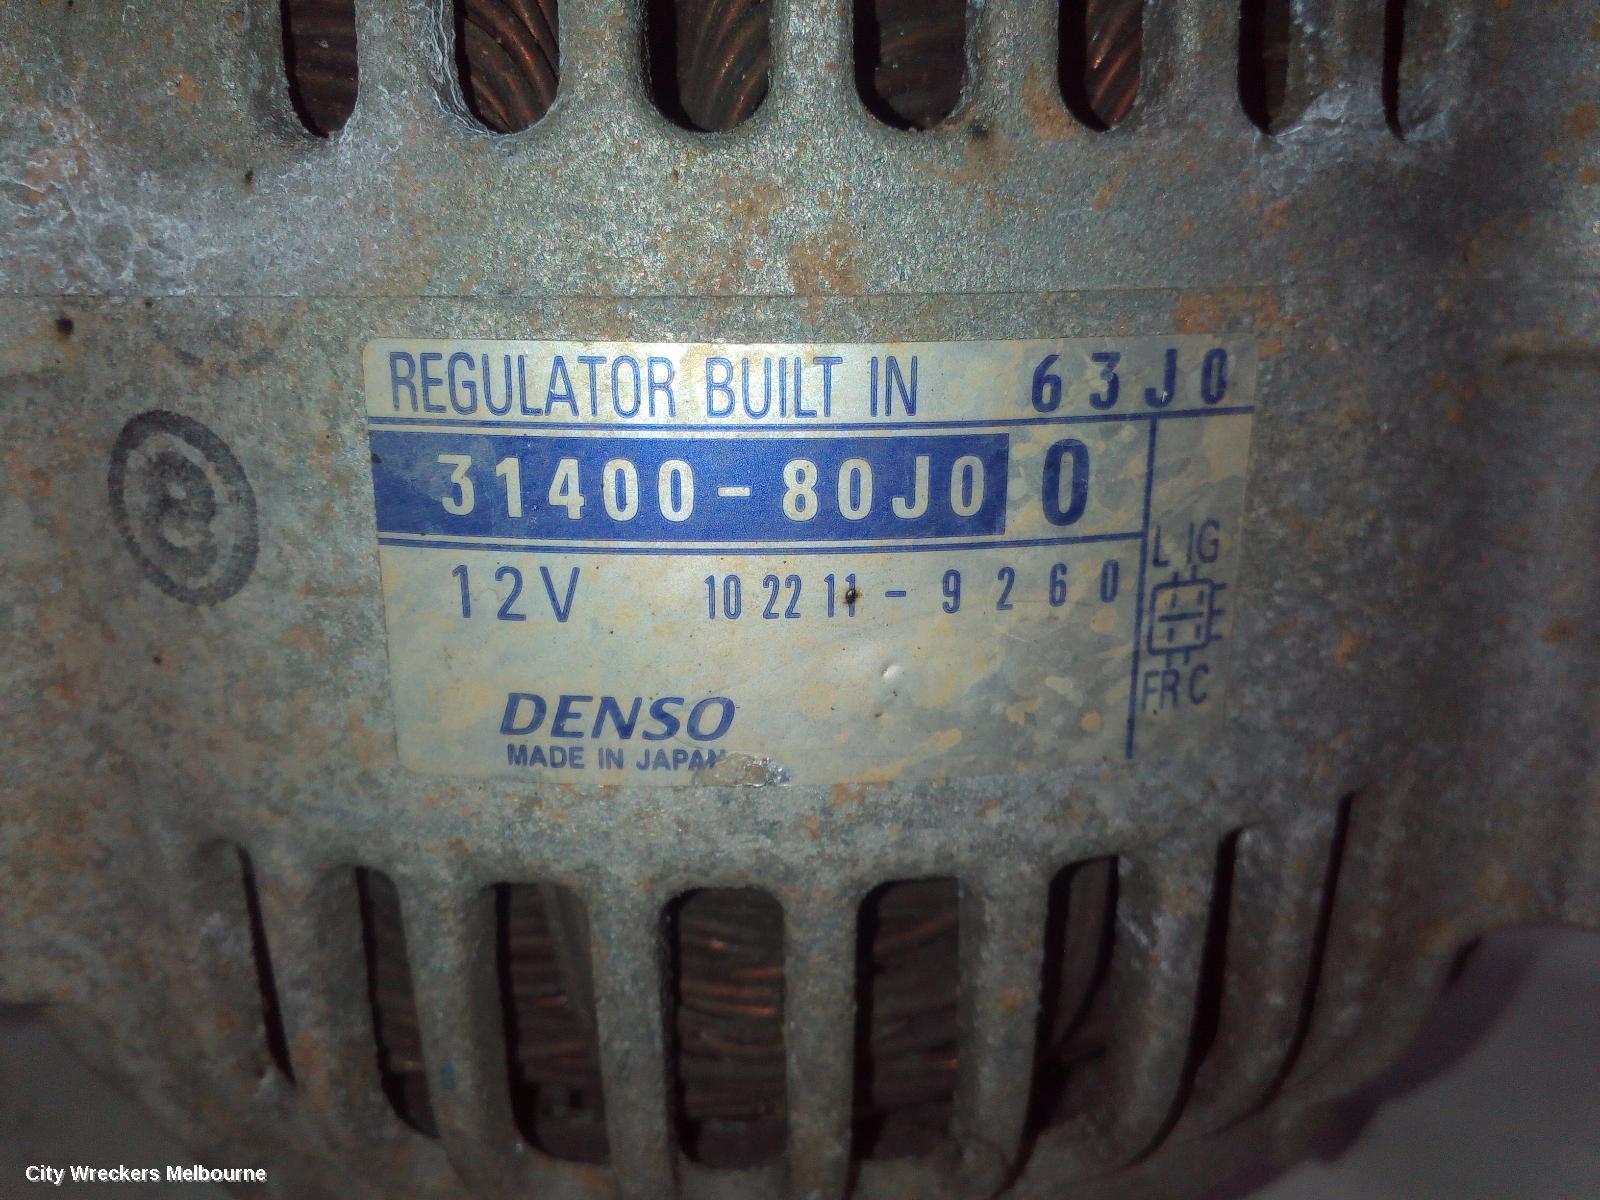 REGULATOR BUILT IN 63J0
31400-80J0 0
12V 102211-9260
L IG
FR C
DENSO
MADE IN JAPAN
City Wreckers Melbourne